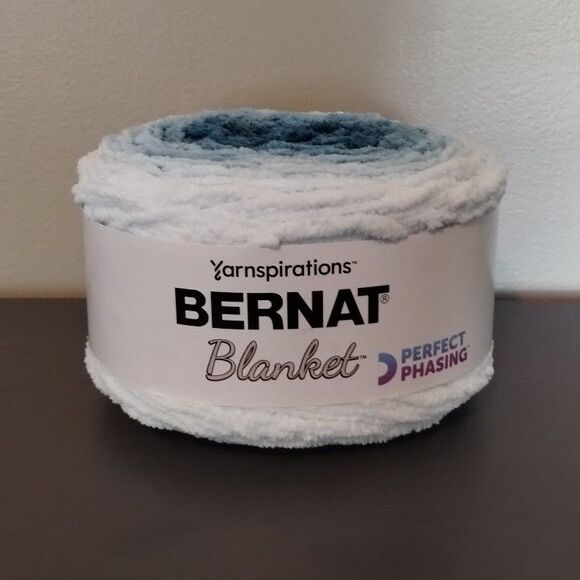 Yarnspirations™
BERNAT®
Blanket™
PERFECT
PHASING™